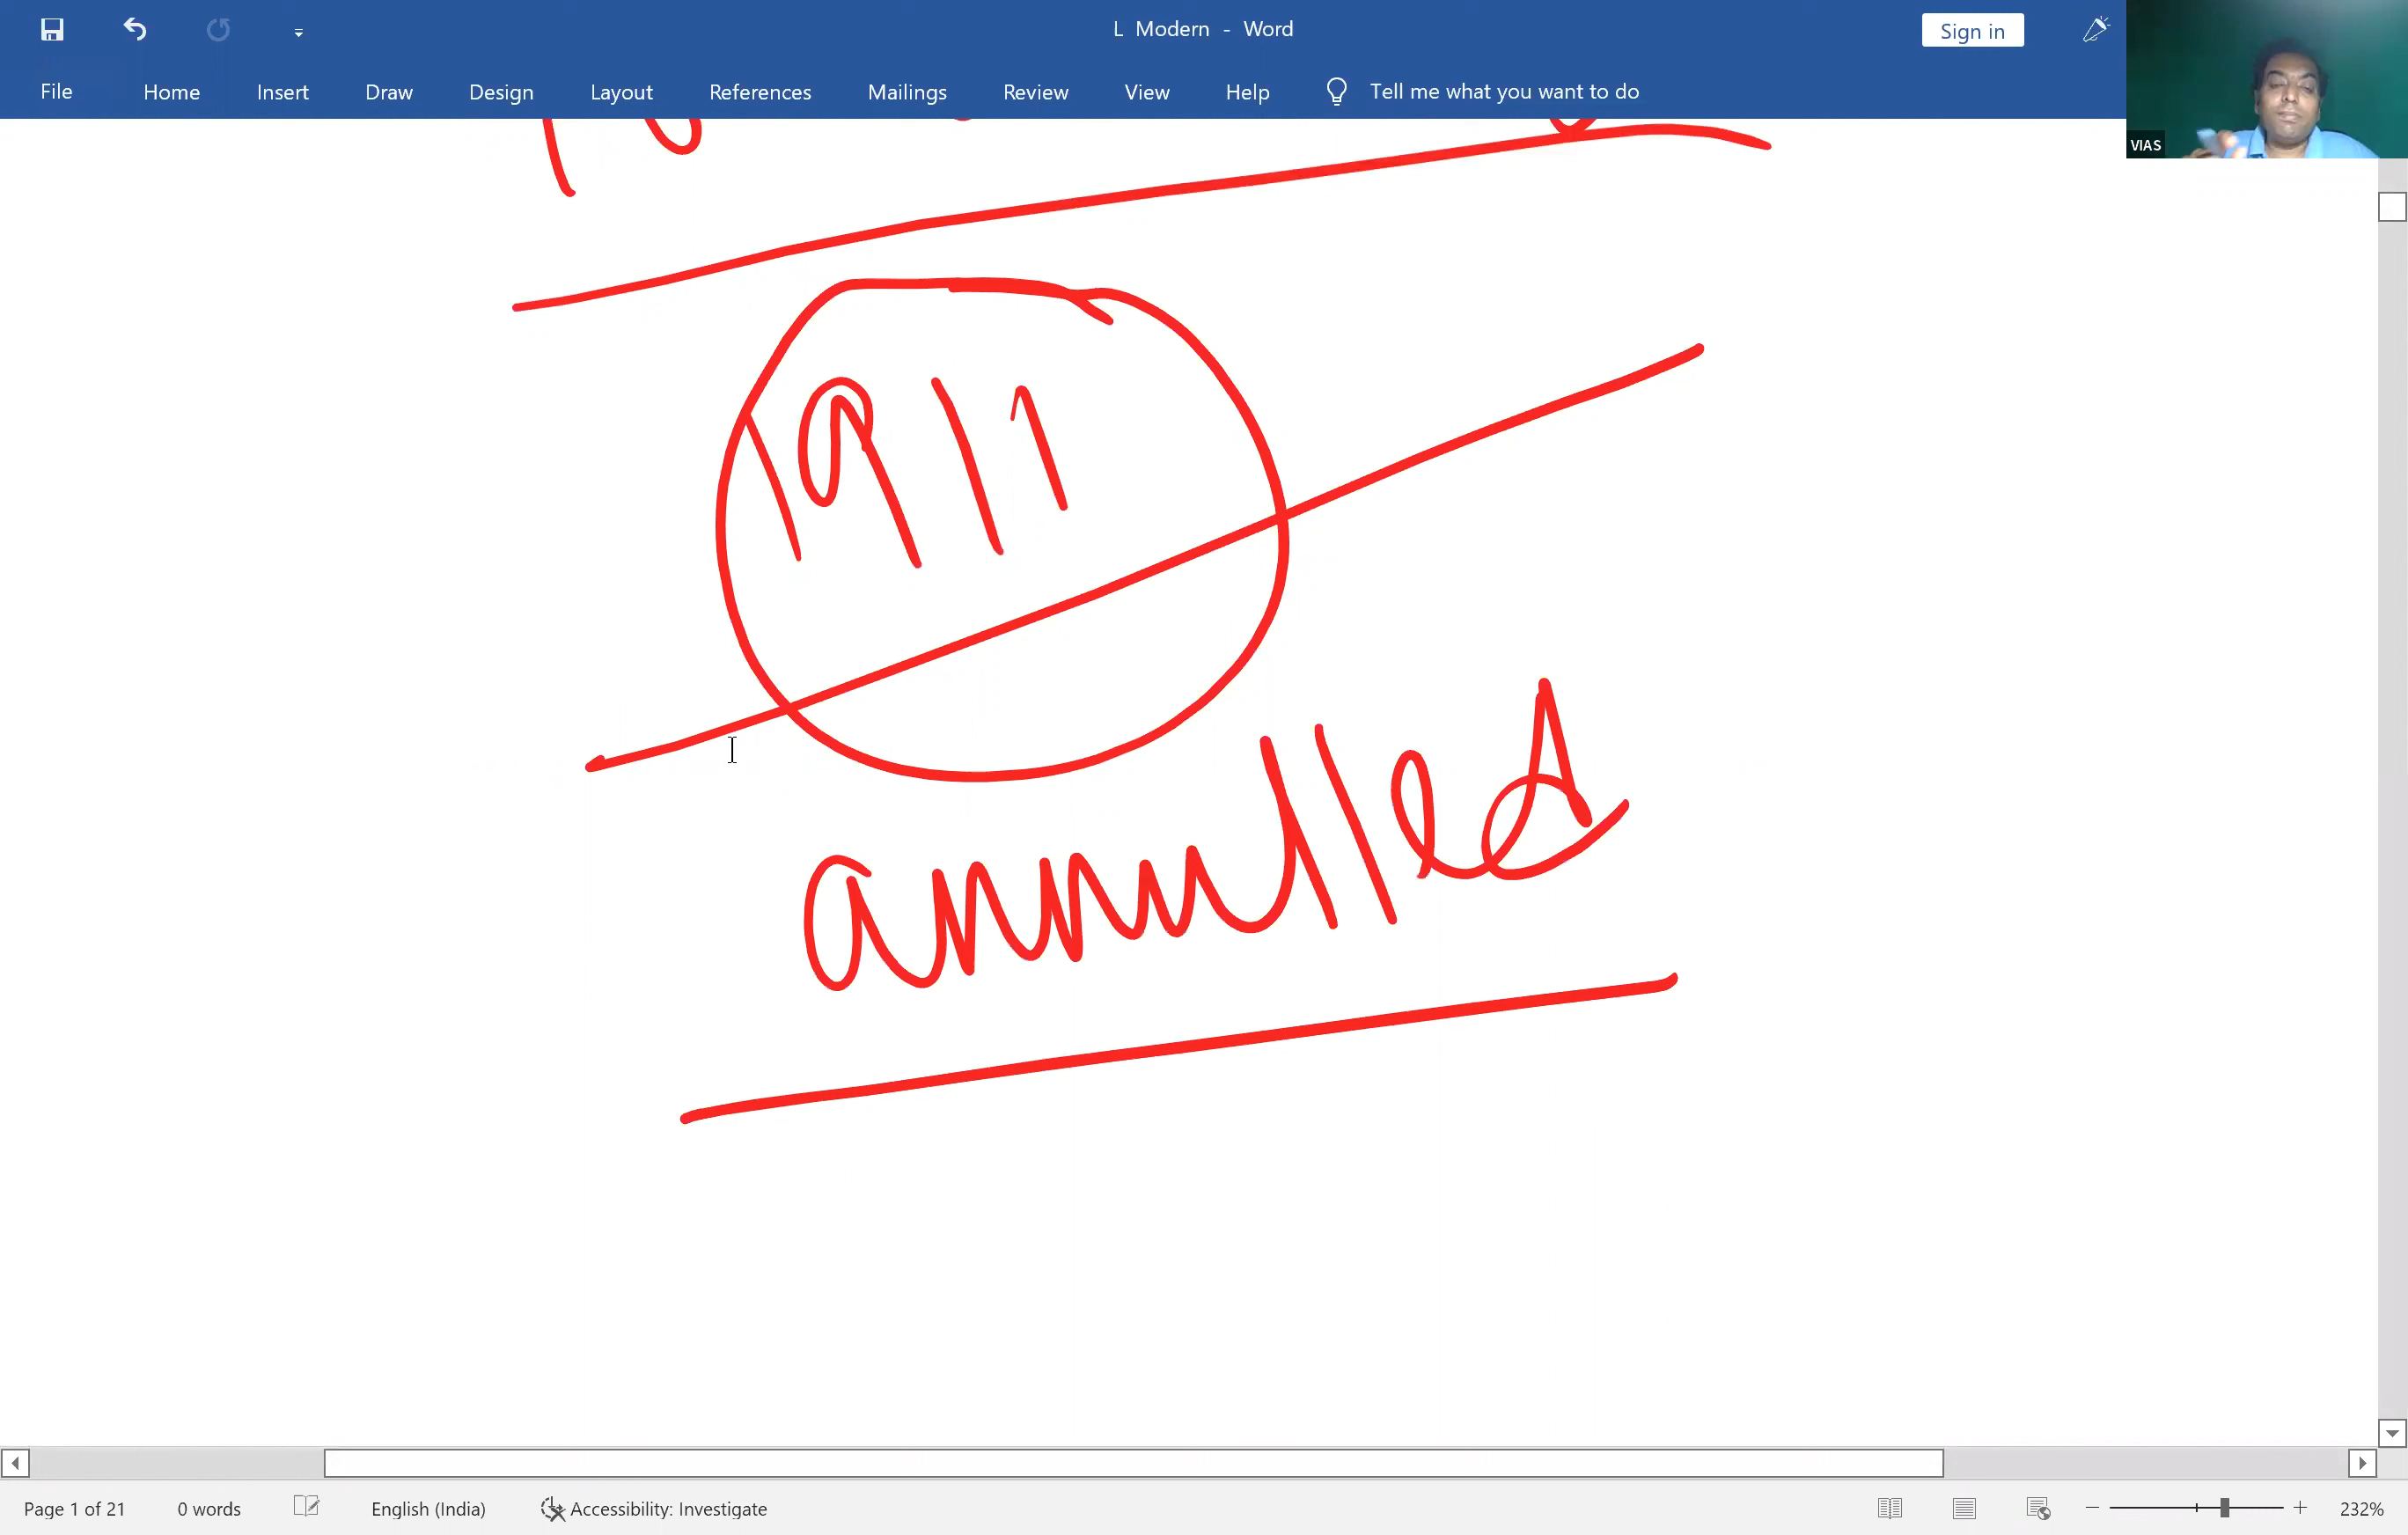 L Modern - Word
Sign in
File Home Insert Draw Design Layout References Mailings Review View Help Tell me what you want to do
VIAS
1911
annulled
Page 1 of 21 0 words English (India) Accessibility: Investigate 232%